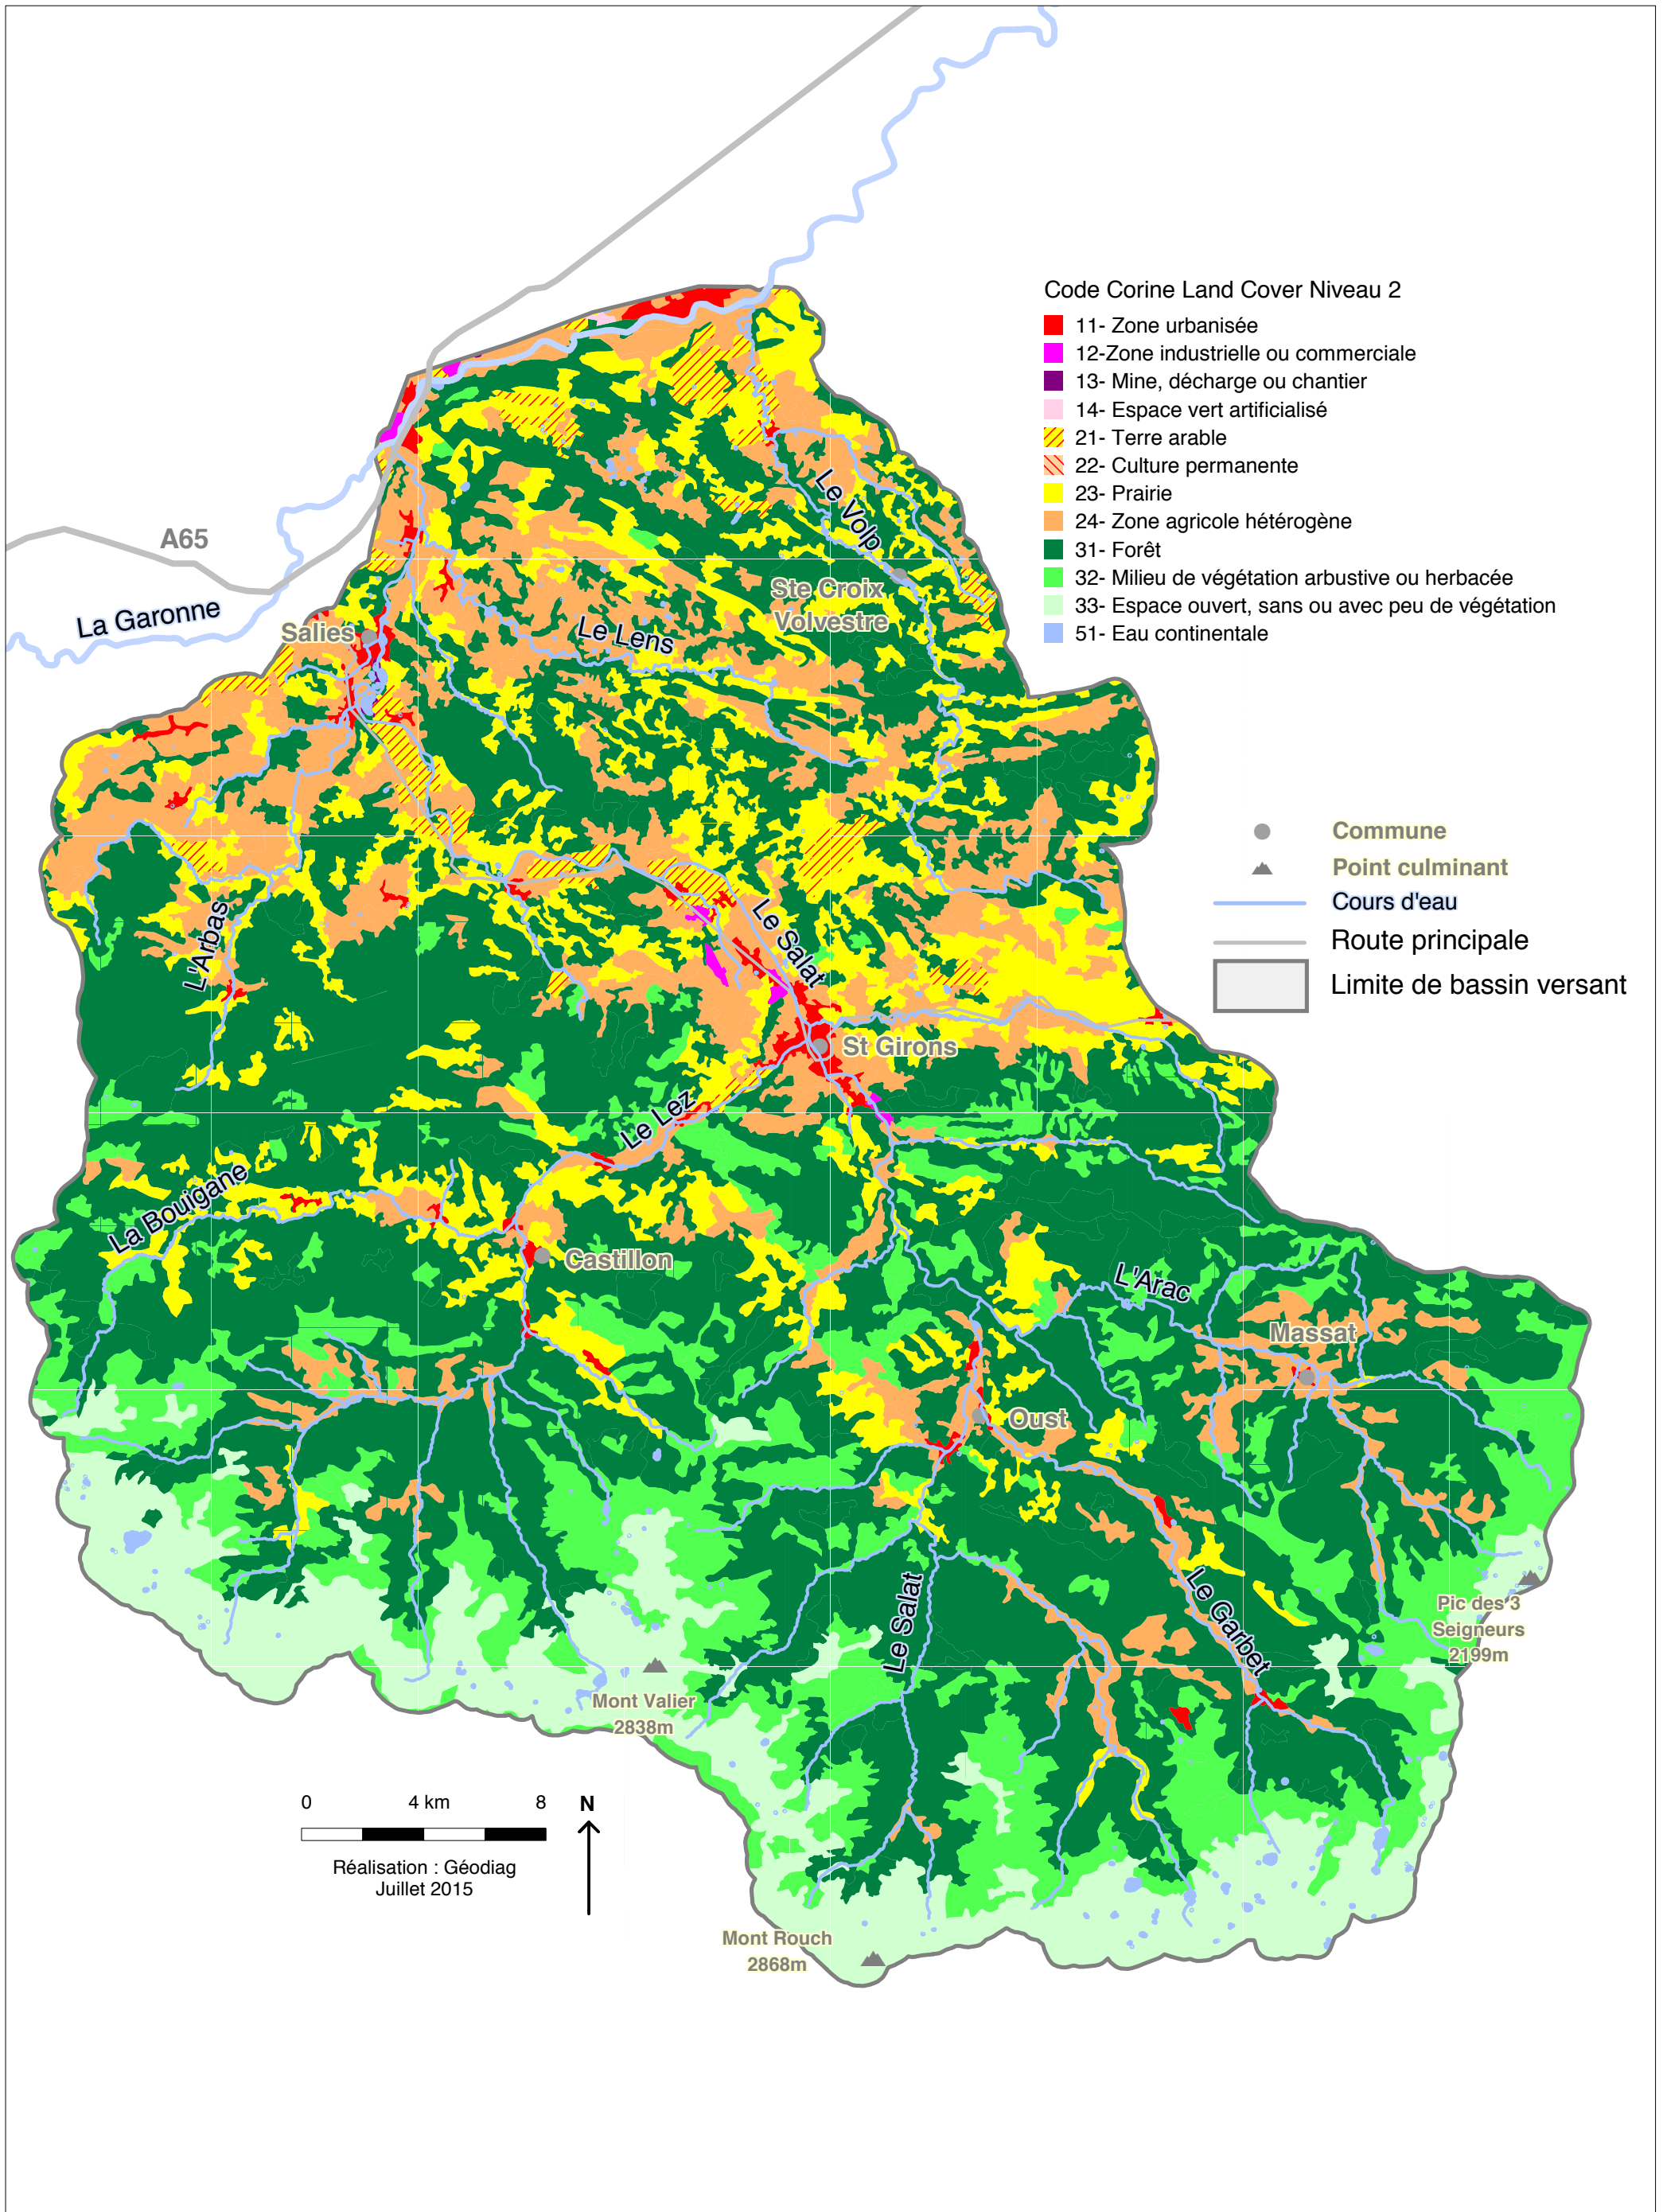 Code Corine Land Cover Niveau 2
11- Zone urbanisée
12-Zone industrielle ou commerciale
13- Mine, décharge ou chantier
14- Espace vert artificialisé
21- Terre arable
22- Culture permanente
23- Prairie
24- Zone agricole hétérogène
31- Forêt
32- Milieu de végétation arbustive ou herbacée
33- Espace ouvert, sans ou avec peu de végétation
51- Eau continentale
Le Volp
A65
Ste Croix
Volvestre
La Garonne
Salies
Le Lens
Commune
Point culminant
Cours d'eau
Route principale
Limite de bassin versant
L'Arbas
Le Salat
St Girons
Le Lez
La Bouigane
Castillon
L'Arac
Massat
Oust
Le Salat
Le Garbet
Pic des 3
Seigneurs
2199m
Mont Valier
2838m
0 4 km 8
N
Réalisation : Géodiag
Juillet 2015
Mont Rouch
2868m